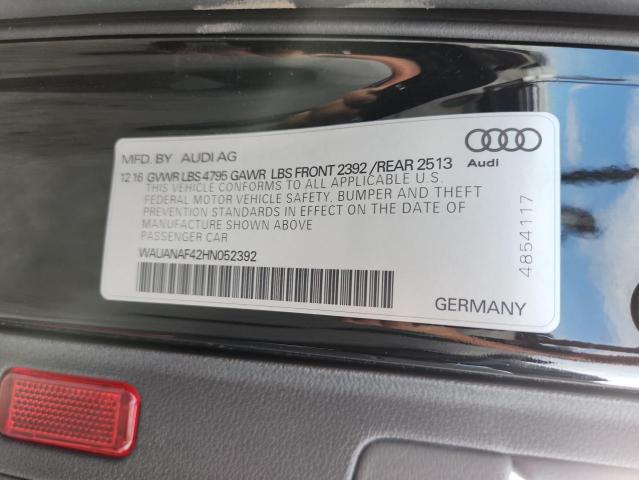 MFD. BY AUDI AG
12 16 GVWR LBS 4795 GAWR LBS FRONT 2392 /REAR 2513
THIS VEHICLE CONFORMS TO ALL APPLICABLE U.S.
FEDERAL MOTOR VEHICLE SAFETY, BUMPER AND THEFT
PREVENTION STANDARDS IN EFFECT ON THE DATE OF
MANUFACTURE SHOWN ABOVE
PASSENGER CAR
WAUANAF42HN052392
Audi
4854117
GERMANY